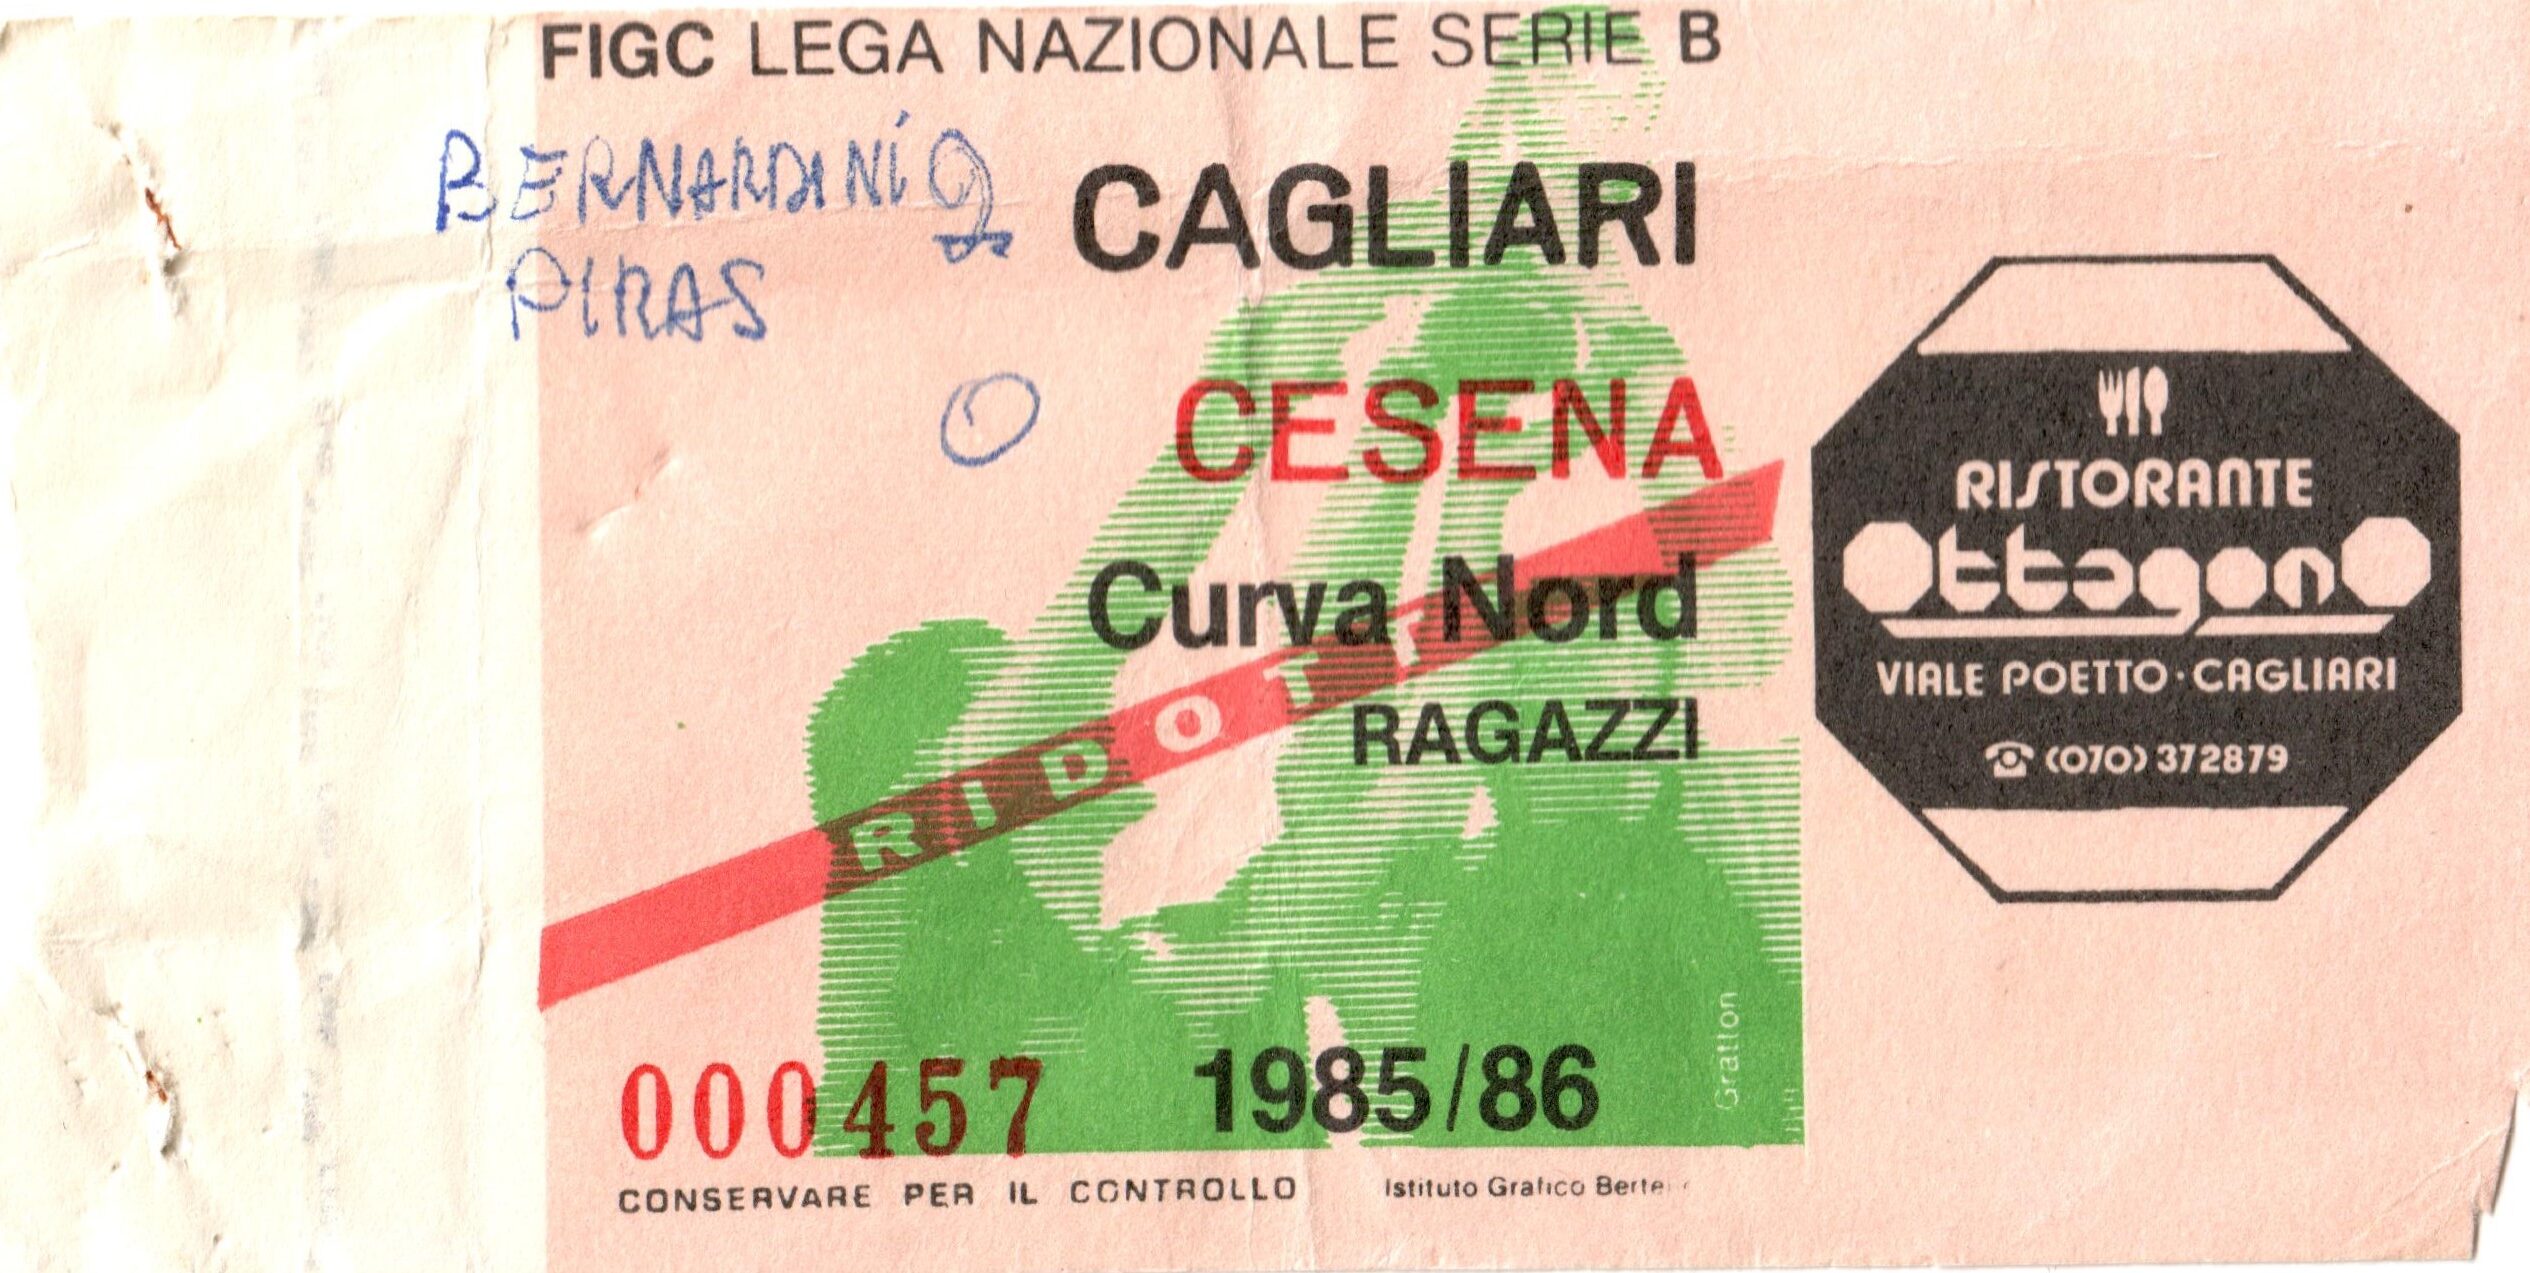 FIGC LEGA NAZIONALE SERIE B
BERNARDINI 2
PIRAS
0
CAGLIARI
CESENA
Curva Nord
RIDOTTI
RAGAZZI
000457
1985/86
Gratton
CONSERVARE PER IL CONTROLLO
Istituto Grafico
RISTORANTE
OttagonO
VIALE POETTO · CAGLIARI
☎ (070) 372879